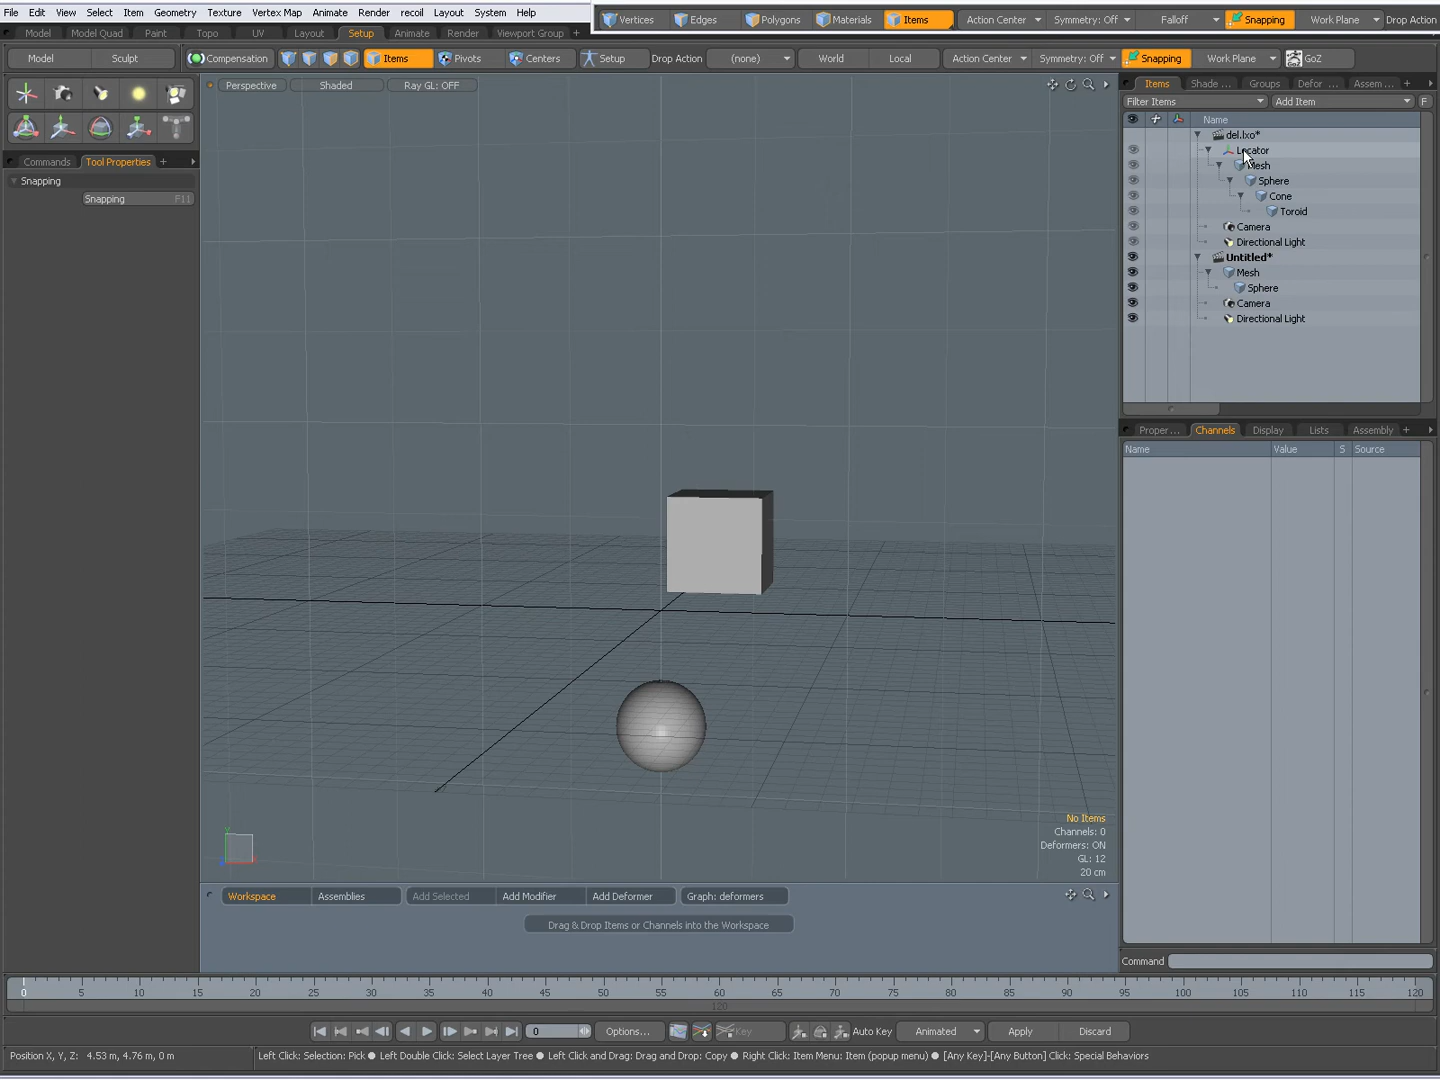 File Edit View Select Item Geometry Texture Vertex Map Animate Render recoil Layout System Help
Vertices Edges Polygons Materials Items Action Center Symmetry: Off Falloff Snapping Work Plane Drop Action
Model Model Quad Paint Topo UV Layout Setup Animate Render Viewport Group +
Model Sculpt Compensation Items Pivots Centers Setup Drop Action (none) World Local Action Center Symmetry: Off Snapping Work Plane GoZ
Perspective Shaded Ray GL: OFF
Items Shade ... Groups Defor ... Assem ... +
Filter Items Add Item F
Name
del.lxo*
Locator
Mesh
Sphere
Cone
Toroid
Camera
Directional Light
Untitled*
Mesh
Sphere
Camera
Directional Light
Commands Tool Properties +
Snapping
Snapping F11
Proper... Channels Display Lists Assembly +
Name Value S Source
No Items
Channels: 0
Deformers: ON
GL: 12
20 cm
Workspace Assemblies Add Selected Add Modifier Add Deformer Graph: deformers
Drag & Drop Items or Channels into the Workspace
Command
0 5 10 15 20 25 30 35 40 45 50 55 60 65 70 75 80 85 90 95 100 105 110 115 120
120
0 Options... Key Auto Key Animated Apply Discard
Position X, Y, Z: 4.53 m, 4.76 m, 0 m Left Click: Selection: Pick ● Left Double Click: Select Layer Tree ● Left Click and Drag: Drag and Drop: Copy ● Right Click: Item Menu: Item (popup menu) ● [Any Key]-[Any Button] Click: Special Behaviors